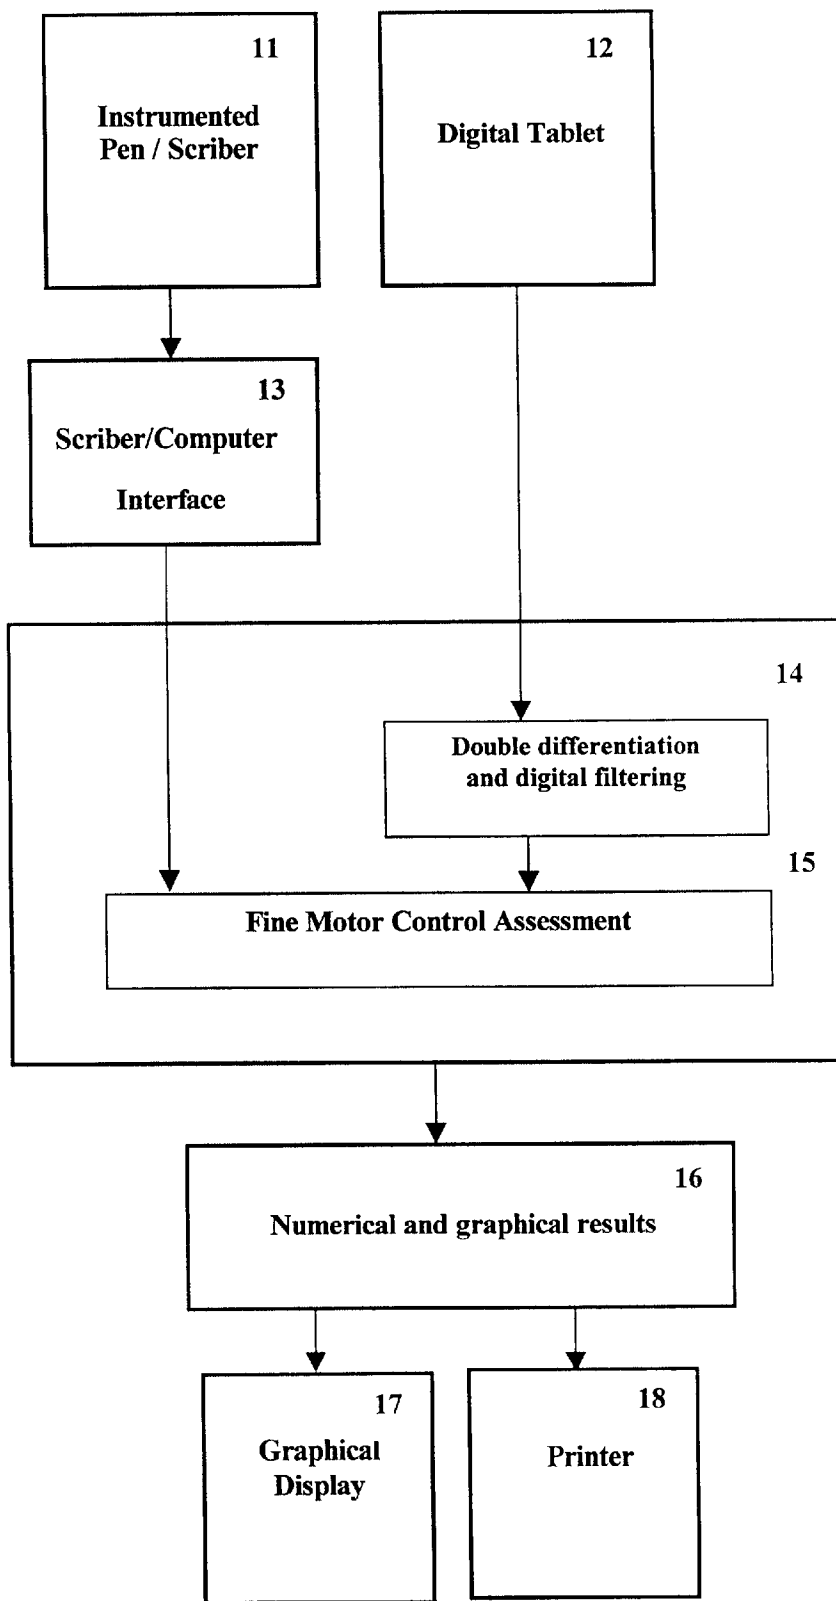 11
Instrumented
Pen / Scriber
12
Digital Tablet
13
Scriber/Computer
Interface
14
Double differentiation
and digital filtering
15
Fine Motor Control Assessment
16
Numerical and graphical results
17
Graphical
Display
18
Printer